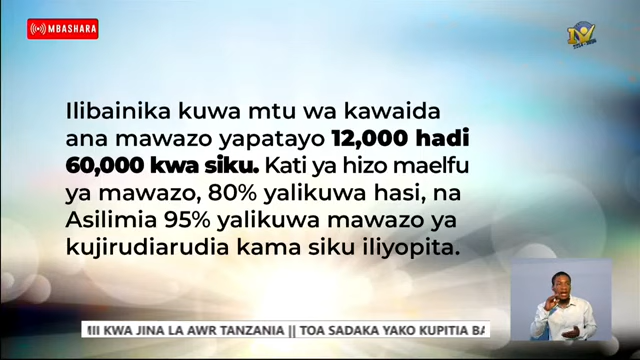 MBASHARA
Ilibainika kuwa mtu wa kawaida
ana mawazo yapatayo 12,000 hadi
60,000 kwa siku. Kati ya hizo maelfu
ya mawazo, 80% yalikuwa hasi, na
Asilimia 95% yalikuwa mawazo ya
kujirudiarudia kama siku iliyopita.
KWA JINA LA AWR TANZANIA || TOA SADAKA YAKO KUPITIA BA